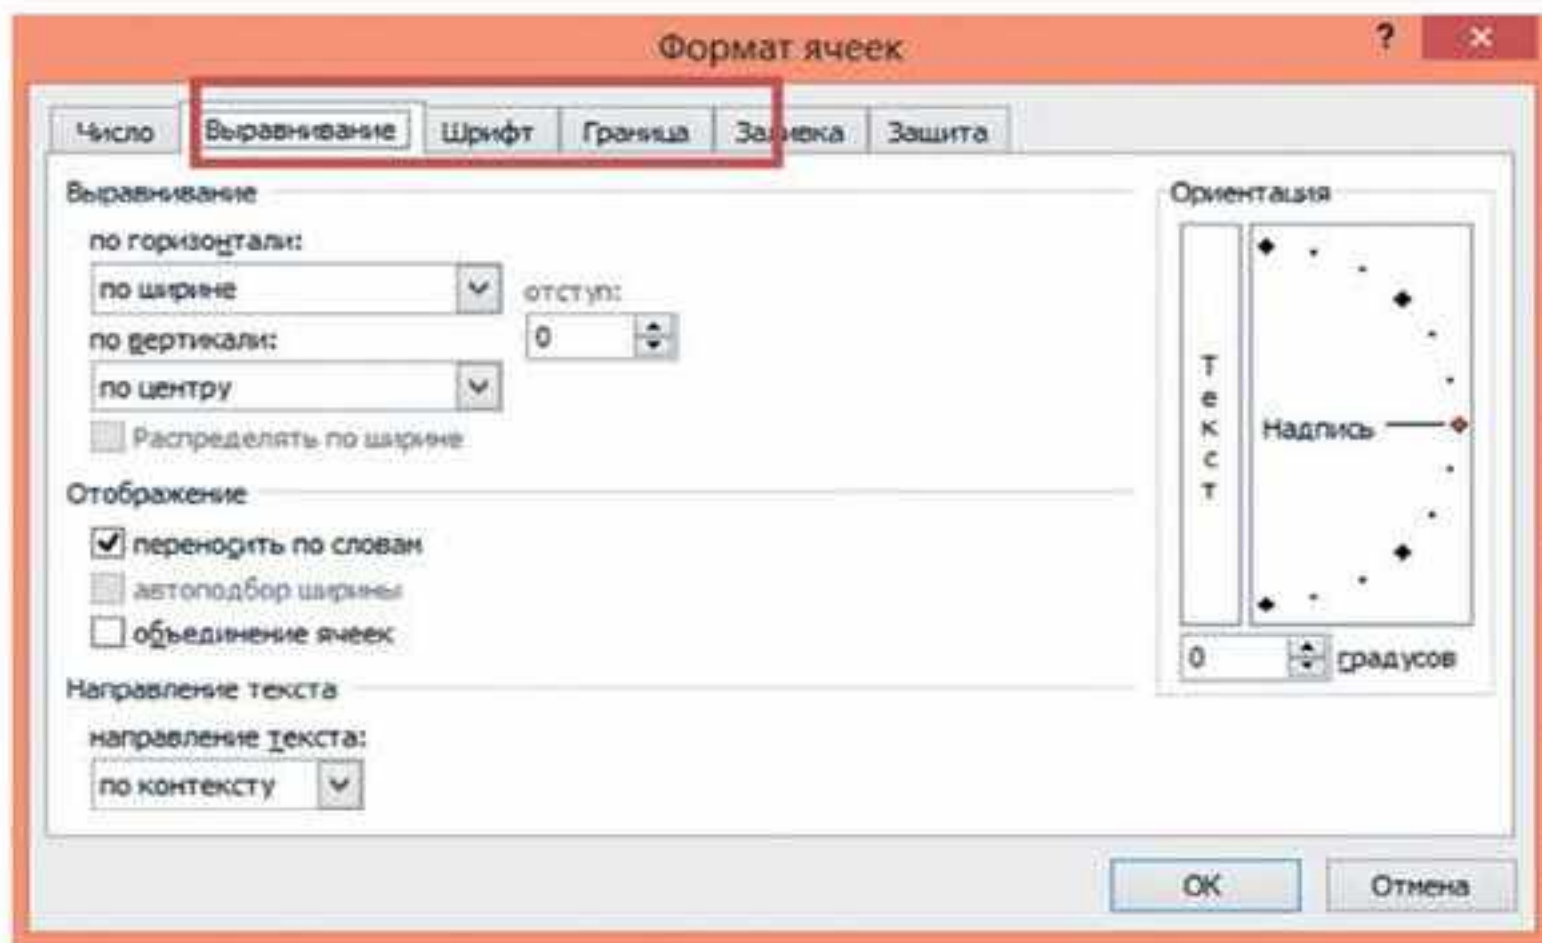 Формат ячеек ?
Число Выравнивание Шрифт Граница Заливка Защита
Выравнивание
по горизонтали:
по ширине
отступ:
0
по вертикали:
по центру
Распределять по ширине
Отображение
переносить по словам
автоподбор ширины
объединение ячеек
Направление текста
направление текста:
по контексту
Ориентация
Текст
Надпись
0 градусов
ОК Отмена